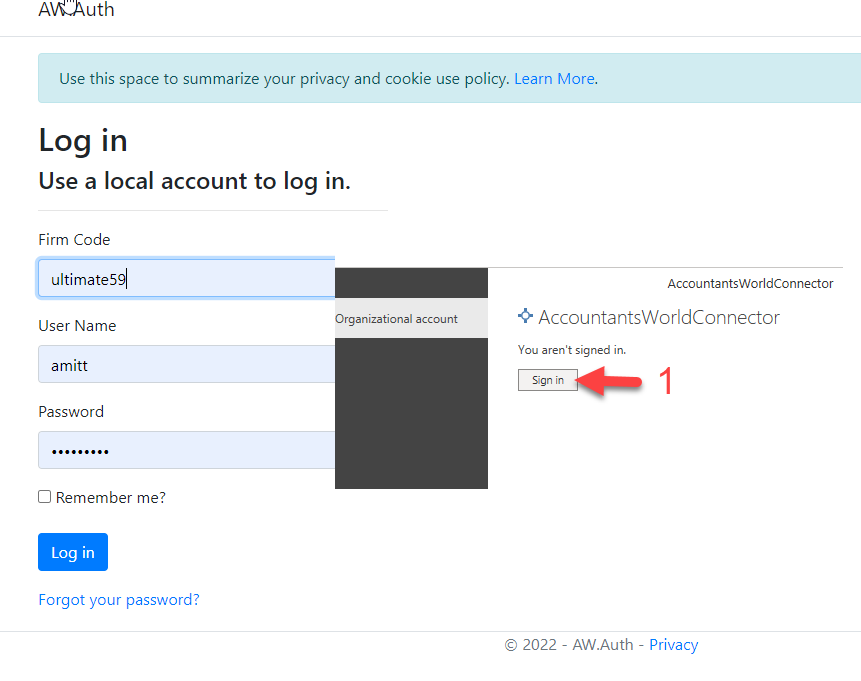 AW.Auth
Use this space to summarize your privacy and cookie use policy. Learn More.
Log in
Use a local account to log in.
Firm Code
ultimate59
User Name
amitt
Password
•••••••••
Remember me?
Log in
Forgot your password?
Organizational account
AccountantsWorldConnector
AccountantsWorldConnector
You aren't signed in.
Sign in
1
© 2022 - AW.Auth - Privacy